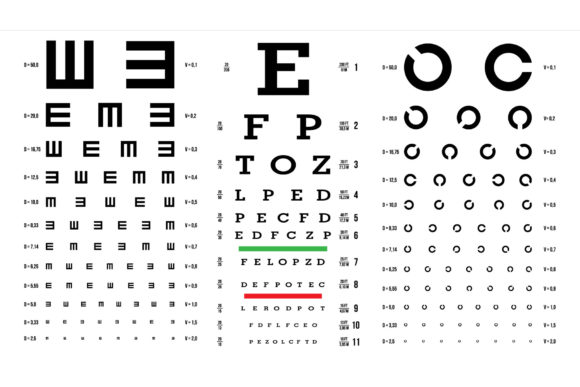 D = 50,0 V = 0,1
D = 20,0 V= 0,2
D = 16,75 V = 0,3
D = 12,5 V = 0,4
D = 10,0 V = 0,5
D = 8,33 V = 0,6
D = 7,14 V = 0,7
D = 6,25 V = 0,8
D = 5,55 V = 0,9
D = 5,0 V = 1,0
D = 3,33 V = 1,5
D = 2,5 V = 2,0
E 1
F P 2
T O Z 3
L P E D 4
P E C F D 5
E D F C Z P 6
F E L O P Z D 7
D E F P O T E C 8
L E R O D P O T 9
F D F L F C E O 10
P E Z O L C F T D 11
D = 50,0 V = 0,1
D = 20,0 V= 0,2
D = 16,75 V = 0,3
D = 12,5 V = 0,4
D = 10,0 V = 0,5
D = 8,33 V = 0,6
D = 7,14 V = 0,7
D = 6,25 V = 0,8
D = 5,55 V = 0,9
D = 5,0 V = 1,0
D = 3,33 V = 1,5
D = 2,5 V = 2,0